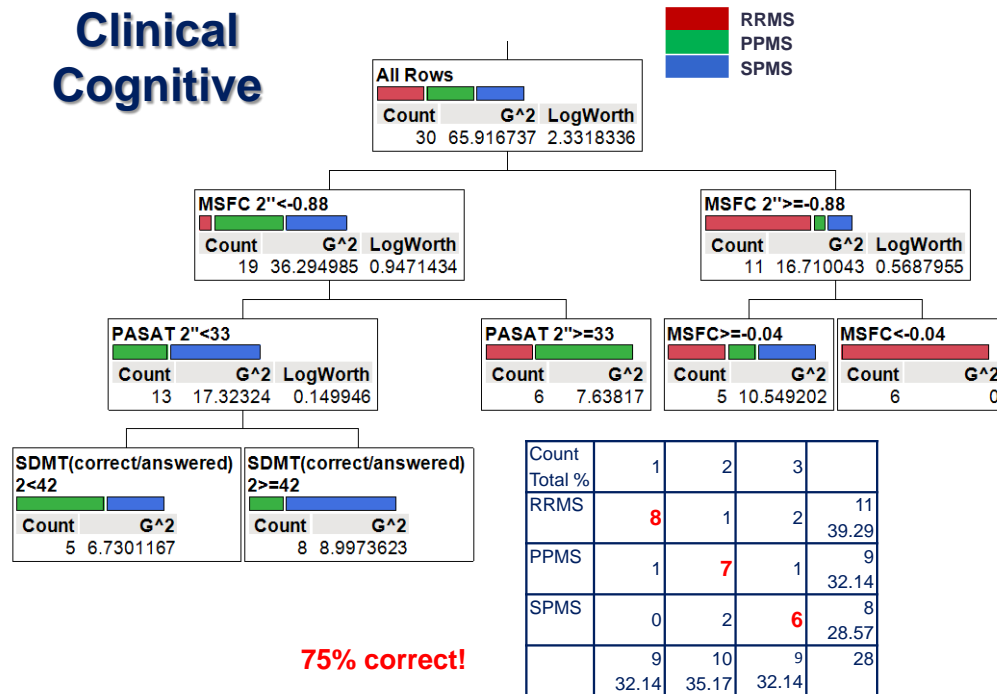 Clinical
Cognitive
RRMS
PPMS
SPMS
All Rows
Count G^2 LogWorth
30 65.916737 2.3318336
MSFC 2"<-0.88
Count G^2 LogWorth
19 36.294985 0.9471434
MSFC 2">=-0.88
Count G^2 LogWorth
11 16.710043 0.5687955
PASAT 2"<33
Count G^2 LogWorth
13 17.32324 0.149946
PASAT 2">=33
Count G^2
6 7.63817
MSFC>=-0.04
Count G^2
5 10.549202
MSFC<-0.04
Count G^2
6 0
SDMT(correct/answered)
2<42
Count G^2
5 6.7301167
SDMT(correct/answered)
2>=42
Count G^2
8 8.9973623
Count
Total % 1 2 3
RRMS 8 1 2 11
39.29
PPMS 1 7 1 9
32.14
SPMS 0 2 6 8
28.57
9 10 9 28
32.14 35.17 32.14
75% correct!